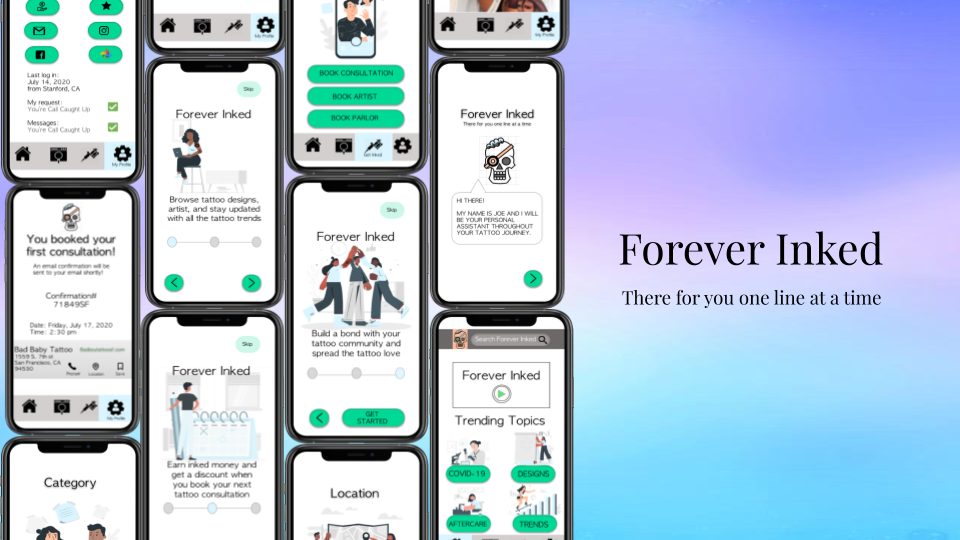 Last log in:
July 14, 2020
from Stanford, CA
My request:
You're Call Caught Up
Messages:
You're Call Caught Up
My Profile
You booked your
first consultation!
An email confirmation will be
sent to your email shortly!
Confirmation#
71849SF
Date: Friday, July 17, 2020
Time: 2:30 pm
Bad Baby Tattoo
1559 S. 7th st
San Francisco, CA
94530
Location
Save
My Profile
Category
My Profile
Skip
Forever Inked
Browse tattoo designs,
artist, and stay updated
with all the tattoo trends
Skip
Forever Inked
Earn inked money and
get a discount when
you book your next
tattoo consultation
BOOK CONSULTATION
BOOK ARTIST
BOOK PARLOR
Get Inked
Skip
Forever Inked
Build a bond with your
tattoo community and
spread the tattoo love
GET
STARTED
Location
My Profile
Forever Inked
There for you one line at a time
HI THERE!
MY NAME IS JOE AND I WILL
BE YOUR PERSONAL
ASSISTANT THROUGHOUT
YOUR TATTOO JOURNEY.
Search Forever Inked
Forever Inked
Trending Topics
COVID-19
DESIGNS
AFTERCARE
TRENDS
Forever Inked
There for you one line at a time